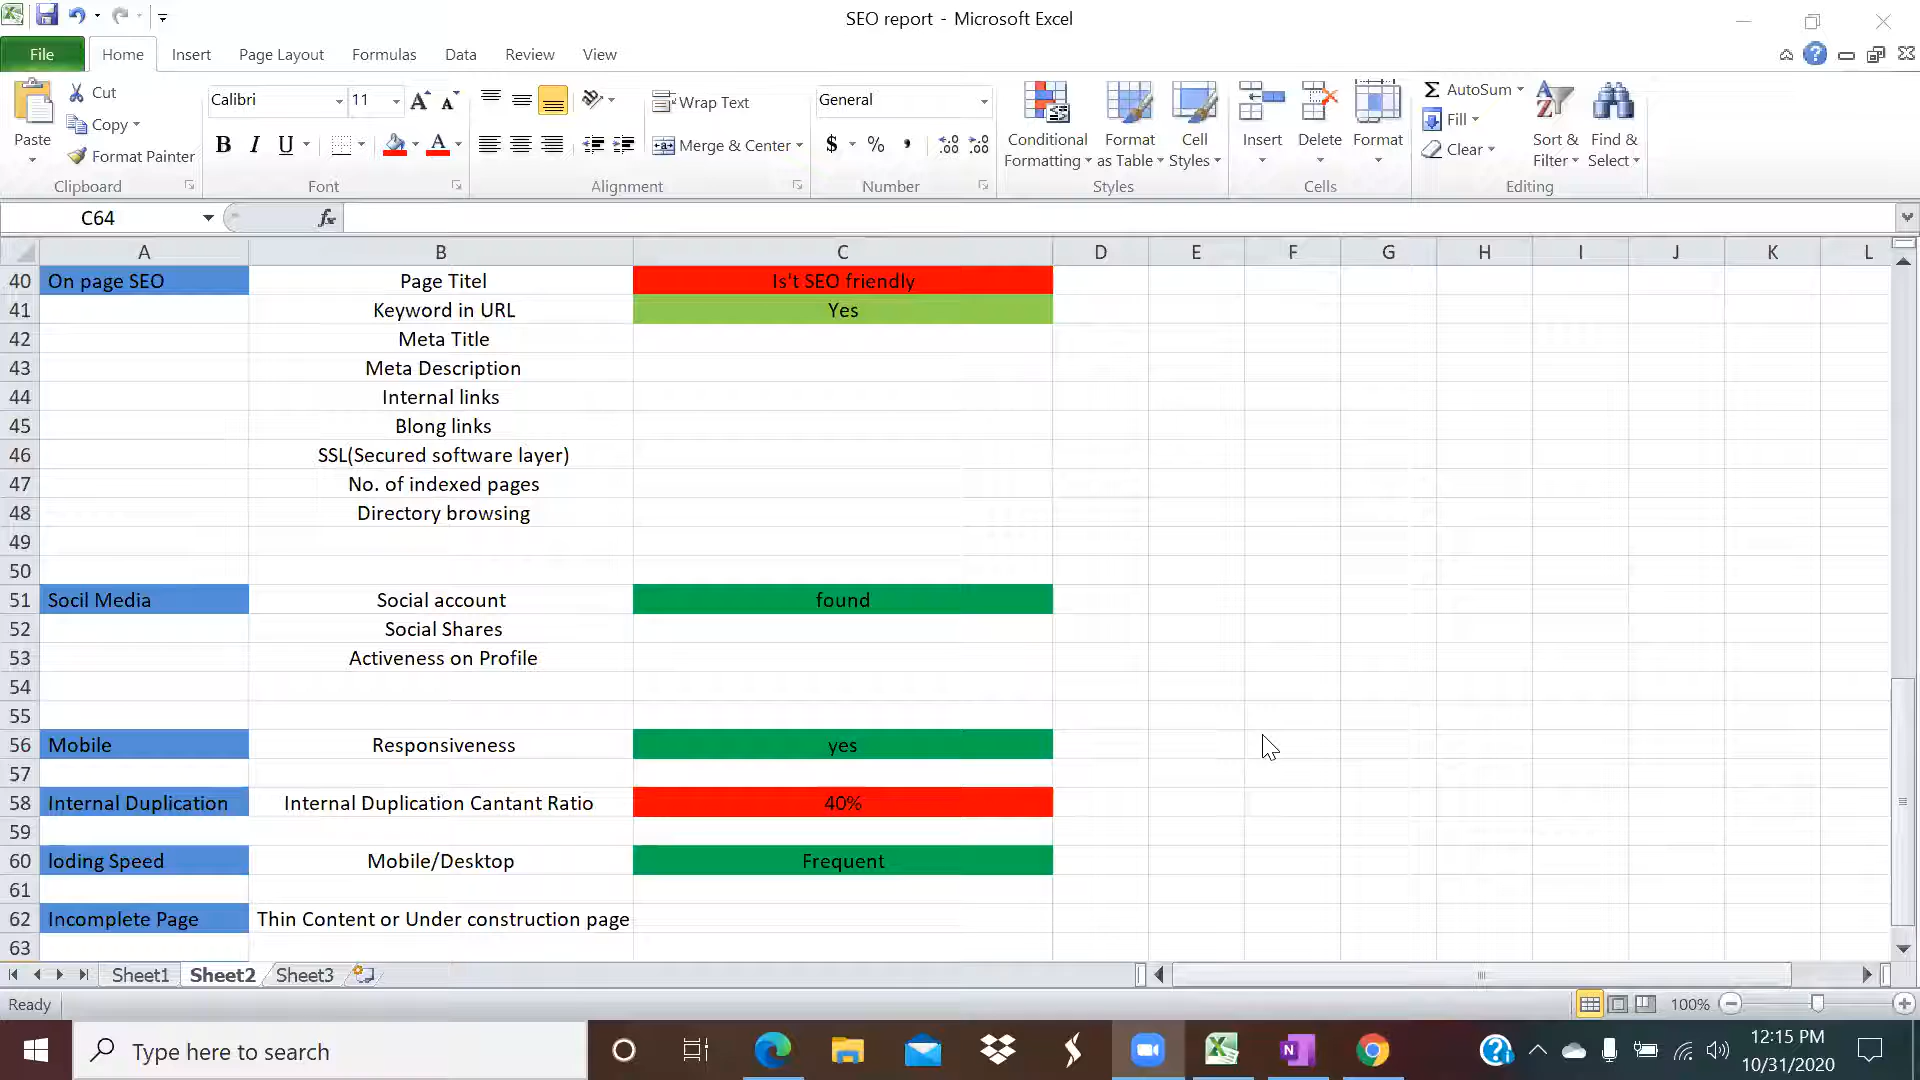 SEO report - Microsoft Excel
File Home Insert Page Layout Formulas Data Review View
Paste
Cut
Copy
Format Painter
Clipboard
Calibri 11
B I U
Font
Wrap Text
Merge & Center
Alignment
General
$ % ,
Number
Conditional Formatting
Format as Table
Cell Styles
Styles
Insert Delete Format
Cells
AutoSum
Fill
Clear
Sort & Filter
Find & Select
Editing
C64 fx
A B C D E F G H I J K L
40 On page SEO Page Titel Is't SEO friendly
41 Keyword in URL Yes
42 Meta Title
43 Meta Description
44 Internal links
45 Blong links
46 SSL(Secured software layer)
47 No. of indexed pages
48 Directory browsing
49
50
51 Socil Media Social account found
52 Social Shares
53 Activeness on Profile
54
55
56 Mobile Responsiveness yes
57
58 Internal Duplication Internal Duplication Cantant Ratio 40%
59
60 loding Speed Mobile/Desktop Frequent
61
62 Incomplete Page Thin Content or Under construction page
63
Sheet1 Sheet2 Sheet3
Ready 100%
Type here to search
12:15 PM
10/31/2020